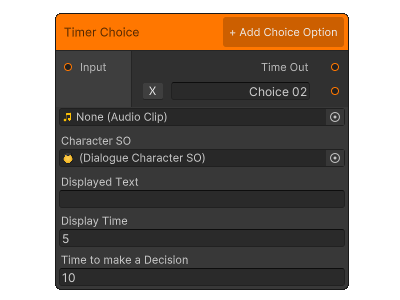 Timer Choice
+ Add Choice Option
Input
Time Out
X
Choice 02
None (Audio Clip)
Character SO
(Dialogue Character SO)
Displayed Text
Display Time
5
Time to make a Decision
10